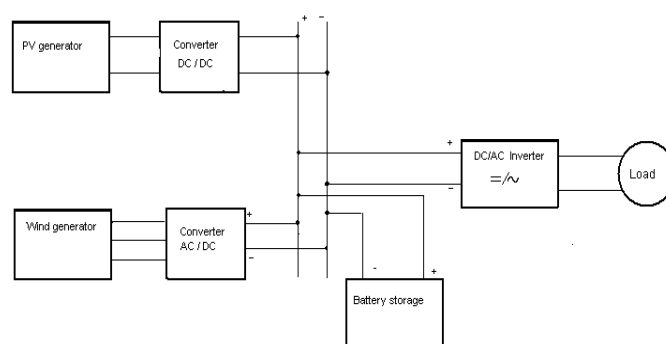 + −
PV generator
Converter
DC / DC
+
DC/AC Inverter
=/~
−
Load
Wind generator
Converter
AC / DC
+
−
- +
Battery storage